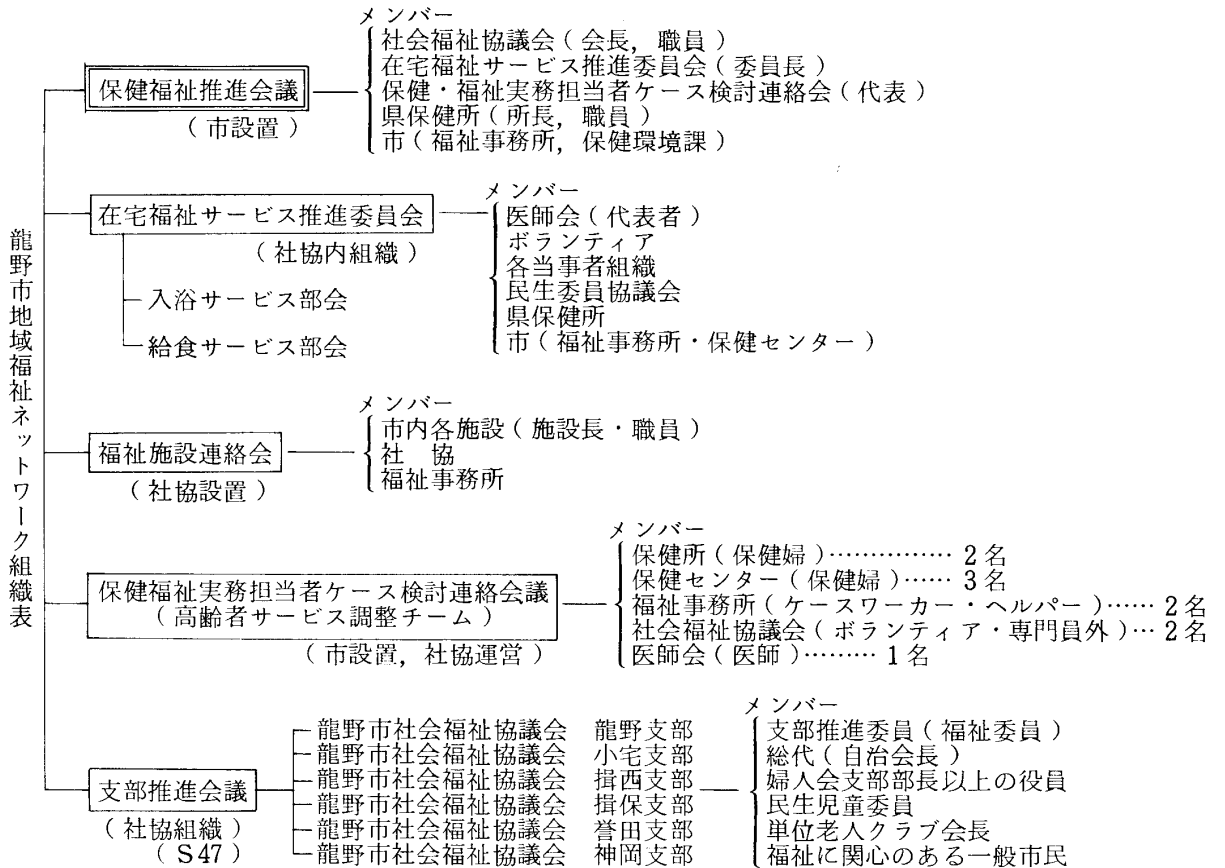 龍野市地域福祉ネットワーク組織表
保健福祉推進会議
(市設置)
メンバー
社会福祉協議会(会長,職員)
在宅福祉サービス推進委員会(委員長)
保健・福祉実務担当者ケース検討連絡会(代表)
県保健所(所長,職員)
市(福祉事務所,保健環境課)
在宅福祉サービス推進委員会
(社協内組織)
入浴サービス部会
給食サービス部会
メンバー
医師会(代表者)
ボランティア
各当事者組織
民生委員協議会
県保健所
市(福祉事務所・保健センター)
福祉施設連絡会
(社協設置)
メンバー
市内各施設(施設長・職員)
社 協
福祉事務所
保健福祉実務担当者ケース検討連絡会議
(高齢者サービス調整チーム)
(市設置,社協運営)
メンバー
保健所(保健婦)…………… 2名
保健センター(保健婦)…… 3名
福祉事務所(ケースワーカー・ヘルパー)…… 2名
社会福祉協議会(ボランティア・専門員外)… 2名
医師会(医師)……… 1名
支部推進会議
(社協組織)
(S47)
龍野市社会福祉協議会 龍野支部
龍野市社会福祉協議会 小宅支部
龍野市社会福祉協議会 揖西支部
龍野市社会福祉協議会 揖保支部
龍野市社会福祉協議会 誉田支部
龍野市社会福祉協議会 神岡支部
メンバー
支部推進委員(福祉委員)
総代(自治会長)
婦人会支部部長以上の役員
民生児童委員
単位老人クラブ会長
福祉に関心のある一般市民